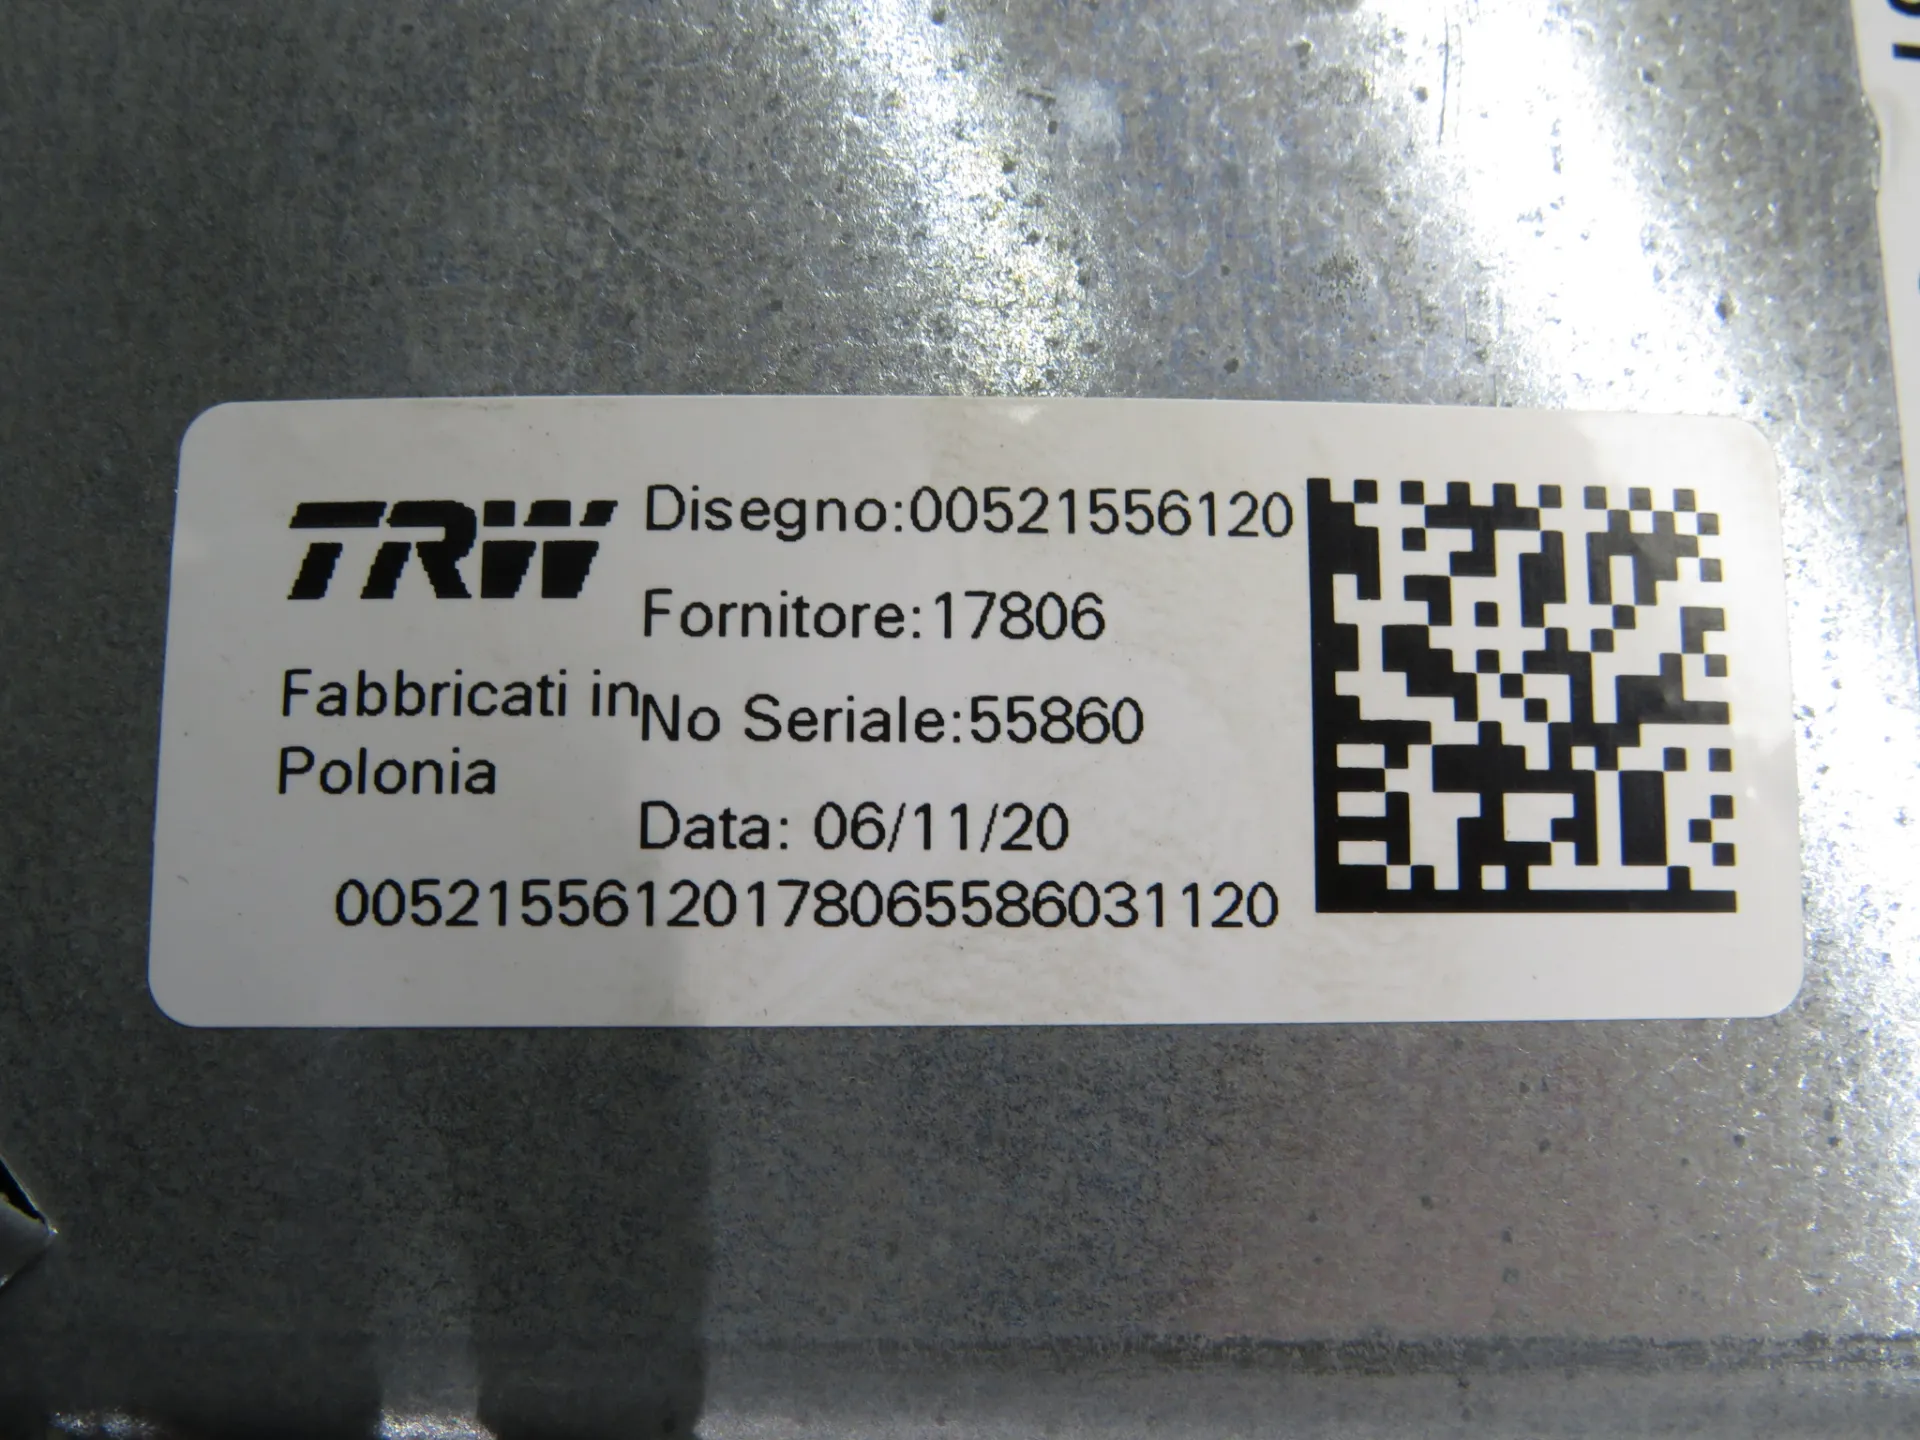 TRW
Disegno:00521556120
Fornitore:17806
Fabbricati in
Polonia
No Seriale:55860
Data: 06/11/20
00521556120178065586031120